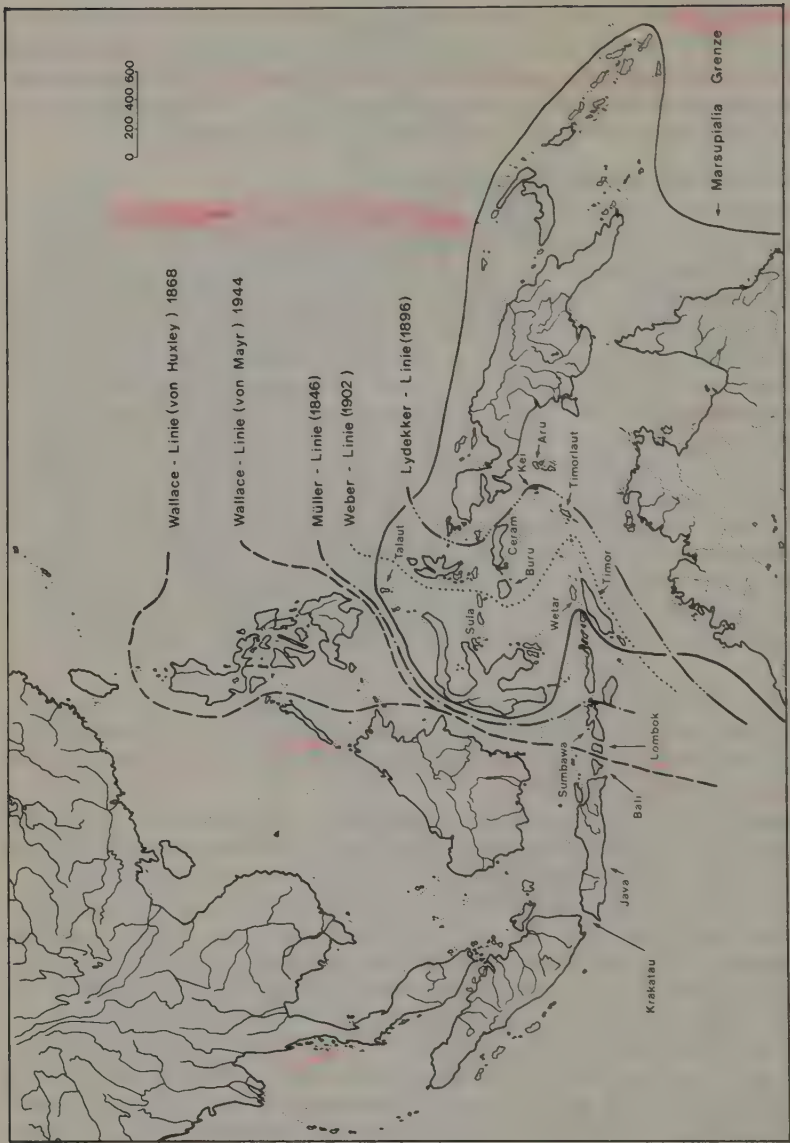 0 200 400 600
Wallace - Linie (von Huxley) 1868
Wallace - Linie (von Mayr) 1944
Müller - Linie (1846)
Weber - Linie (1902)
Lydekker - Linie (1896)
Marsupialia Grenze
Talaut
Sula
Ceram
Buru
Kei
Aru
Timorlaut
Wetar
Timor
Sumbawa
Lombok
Bali
Java
Krakatau